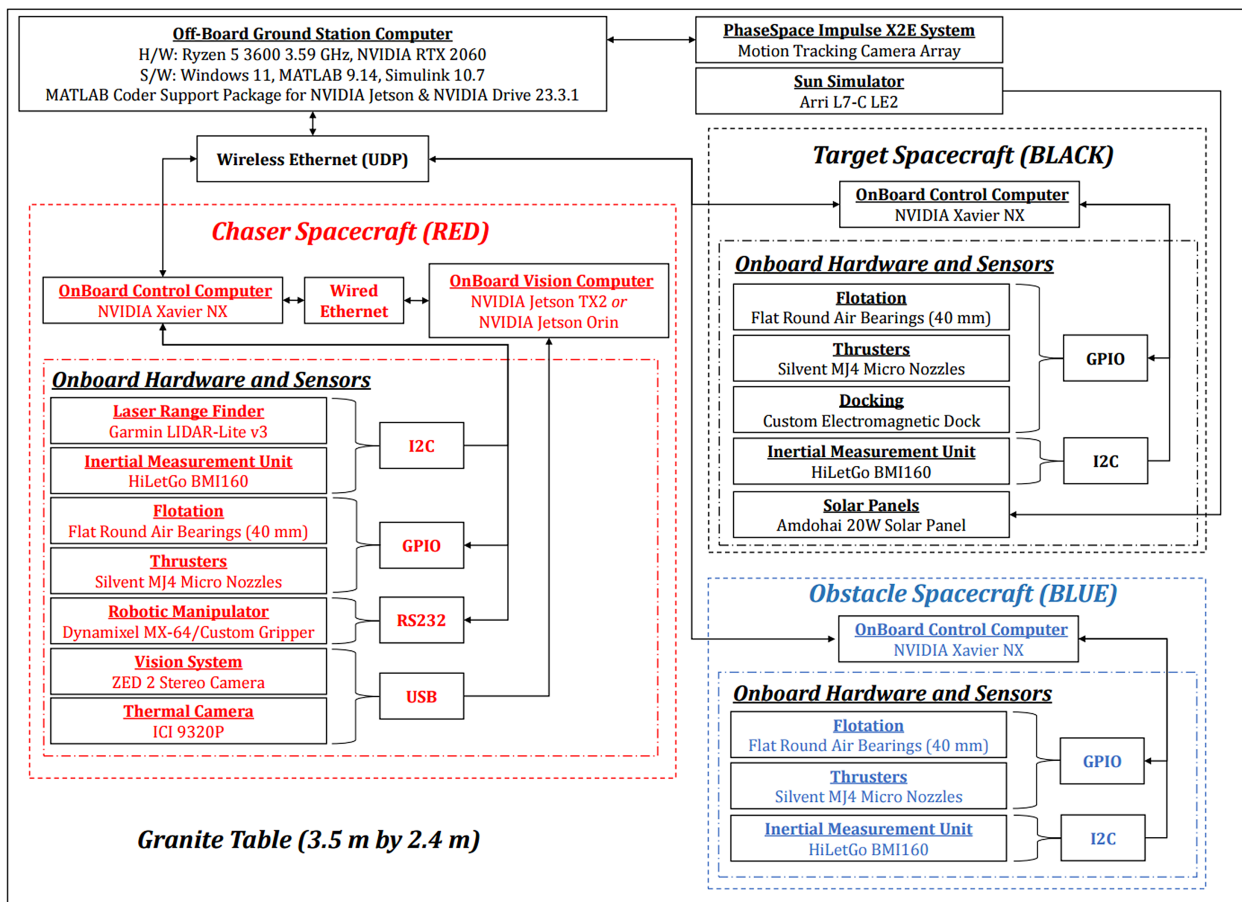 Off-Board Ground Station Computer
H/W: Ryzen 5 3600 3.59 GHz, NVIDIA RTX 2060
S/W: Windows 11, MATLAB 9.14, Simulink 10.7
MATLAB Coder Support Package for NVIDIA Jetson & NVIDIA Drive 23.3.1
PhaseSpace Impulse X2E System
Motion Tracking Camera Array
Sun Simulator
Arri L7-C LE2
Wireless Ethernet (UDP)
Chaser Spacecraft (RED)
OnBoard Control Computer
NVIDIA Xavier NX
Wired
Ethernet
OnBoard Vision Computer
NVIDIA Jetson TX2 or
NVIDIA Jetson Orin
Onboard Hardware and Sensors
Laser Range Finder
Garmin LIDAR-Lite v3
Inertial Measurement Unit
HiLetGo BMI160
I2C
Flotation
Flat Round Air Bearings (40 mm)
Thrusters
Silvent MJ4 Micro Nozzles
GPIO
Robotic Manipulator
Dynamixel MX-64/Custom Gripper
RS232
Vision System
ZED 2 Stereo Camera
Thermal Camera
ICI 9320P
USB
Granite Table (3.5 m by 2.4 m)
Target Spacecraft (BLACK)
OnBoard Control Computer
NVIDIA Xavier NX
Onboard Hardware and Sensors
Flotation
Flat Round Air Bearings (40 mm)
Thrusters
Silvent MJ4 Micro Nozzles
Docking
Custom Electromagnetic Dock
GPIO
Inertial Measurement Unit
HiLetGo BMI160
I2C
Solar Panels
Amdohai 20W Solar Panel
Obstacle Spacecraft (BLUE)
OnBoard Control Computer
NVIDIA Xavier NX
Onboard Hardware and Sensors
Flotation
Flat Round Air Bearings (40 mm)
Thrusters
Silvent MJ4 Micro Nozzles
GPIO
Inertial Measurement Unit
HiLetGo BMI160
I2C